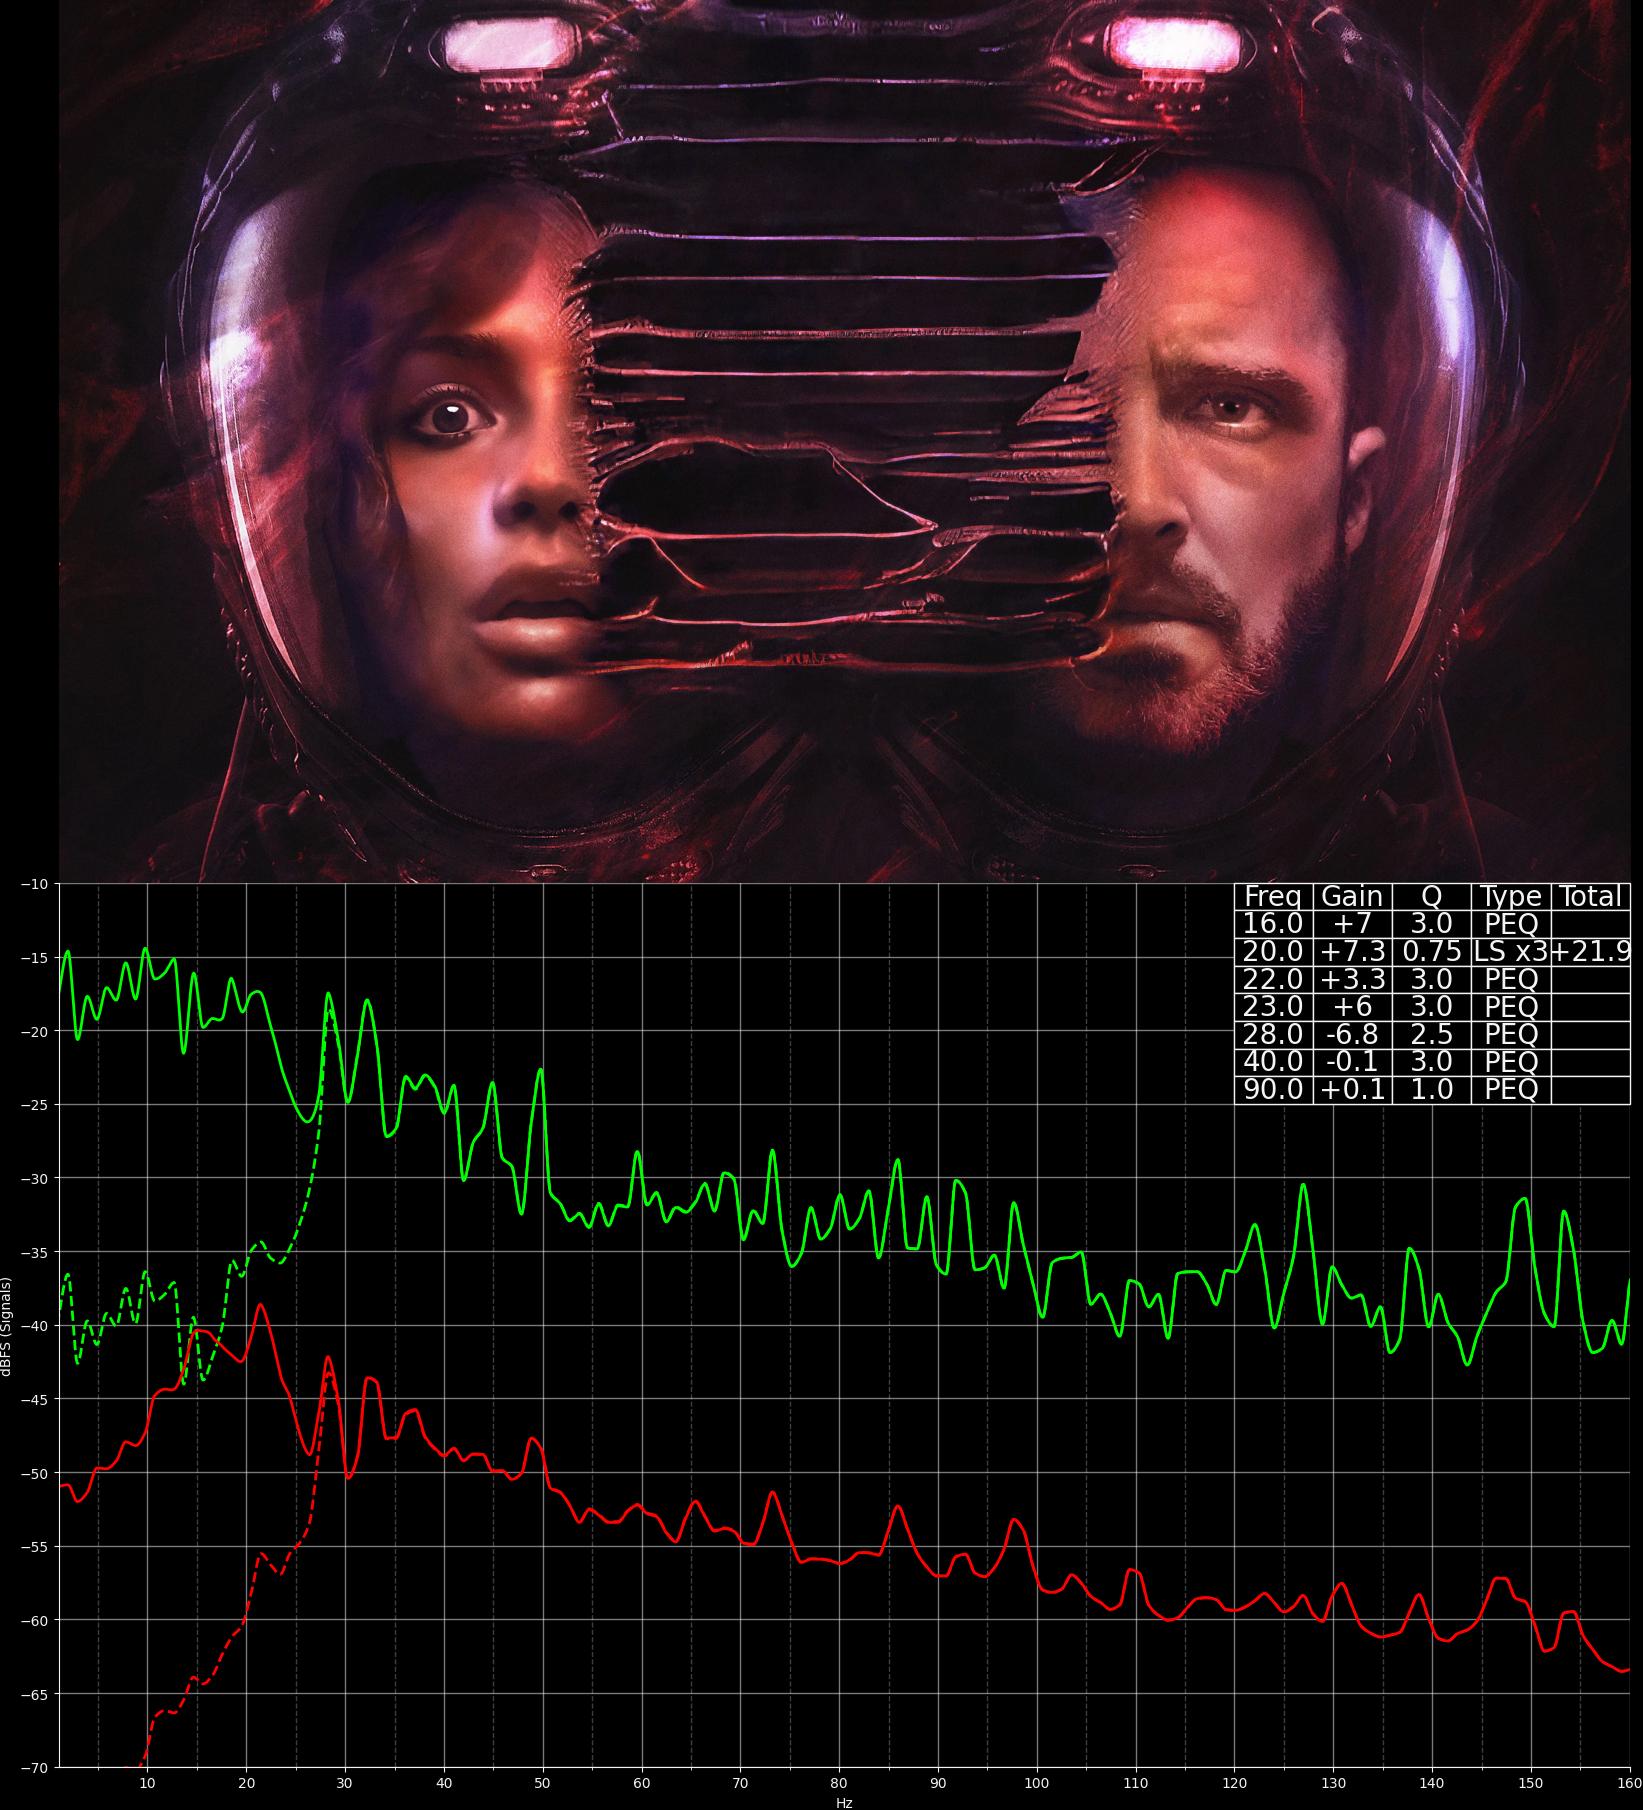 Freq Gain Q Type Total
16.0 +7 3.0 PEQ
20.0 +7.3 0.75 LS x3 +21.9
22.0 +3.3 3.0 PEQ
23.0 +6 3.0 PEQ
28.0 -6.8 2.5 PEQ
40.0 -0.1 3.0 PEQ
90.0 +0.1 1.0 PEQ
−10
−15
−20
−25
−30
−35
−40
−45
−50
−55
−60
−65
−70
dBFS (Signals)
10 20 30 40 50 60 70 80 90 100 110 120 130 140 150 160
Hz